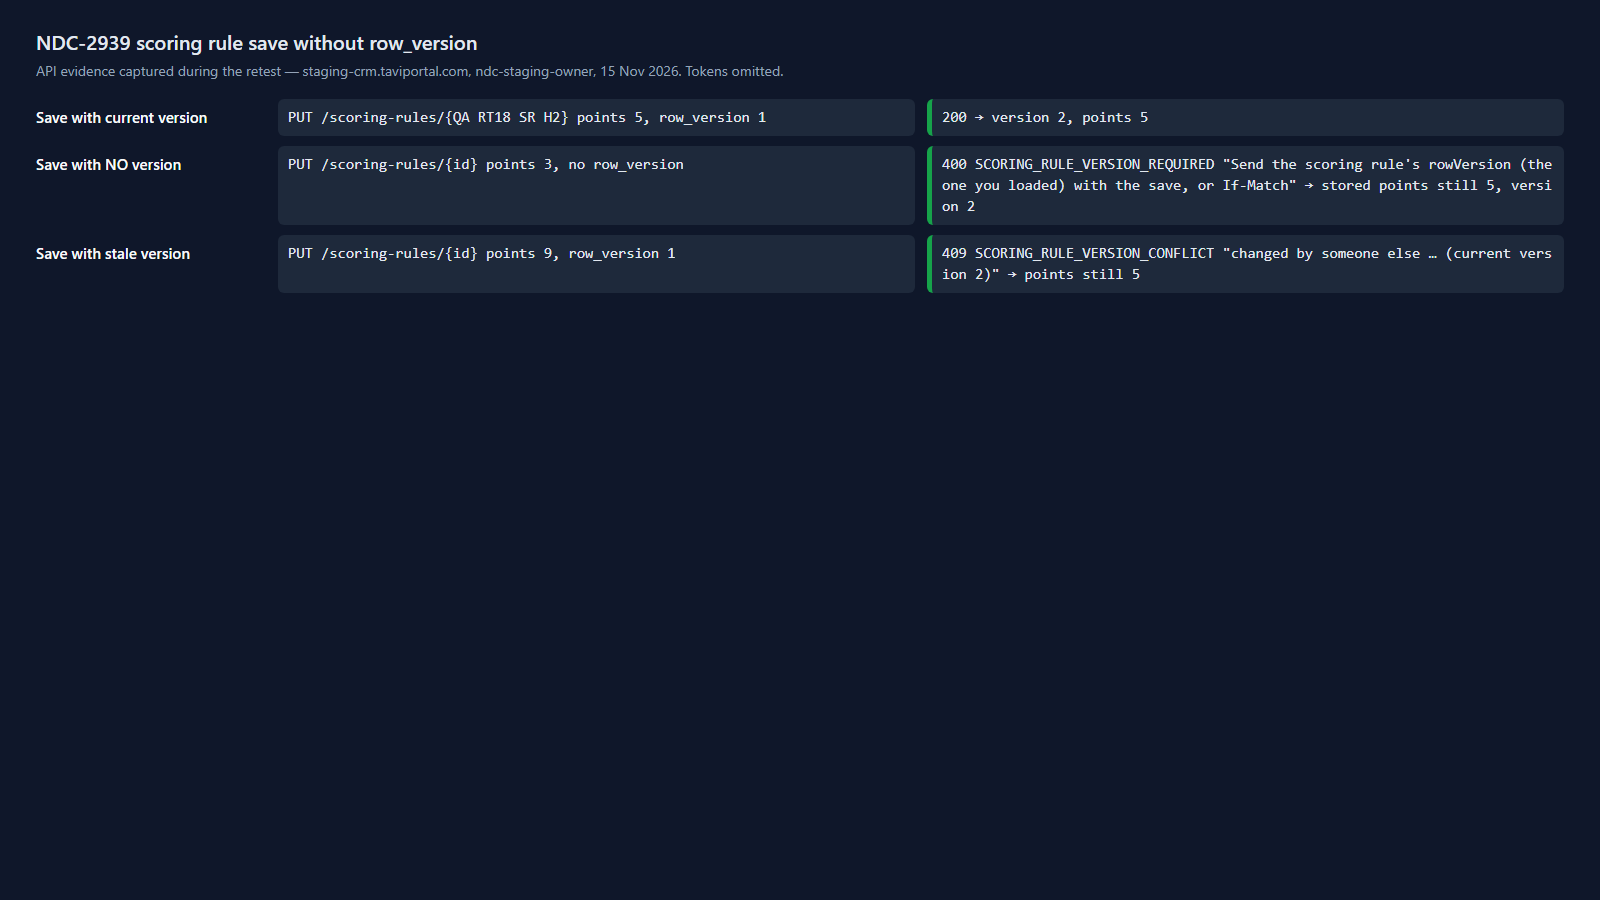 NDC-2939 scoring rule save without row_version
API evidence captured during the retest — staging-crm.taviportal.com, ndc-staging-owner, 15 Nov 2026. Tokens omitted.
Save with current version
PUT /scoring-rules/{QA RT18 SR H2} points 5, row_version 1
200 → version 2, points 5
Save with NO version
PUT /scoring-rules/{id} points 3, no row_version
400 SCORING_RULE_VERSION_REQUIRED "Send the scoring rule's rowVersion (the
one you loaded) with the save, or If-Match" → stored points still 5, versi
on 2
Save with stale version
PUT /scoring-rules/{id} points 9, row_version 1
409 SCORING_RULE_VERSION_CONFLICT "changed by someone else … (current vers
ion 2)" → points still 5